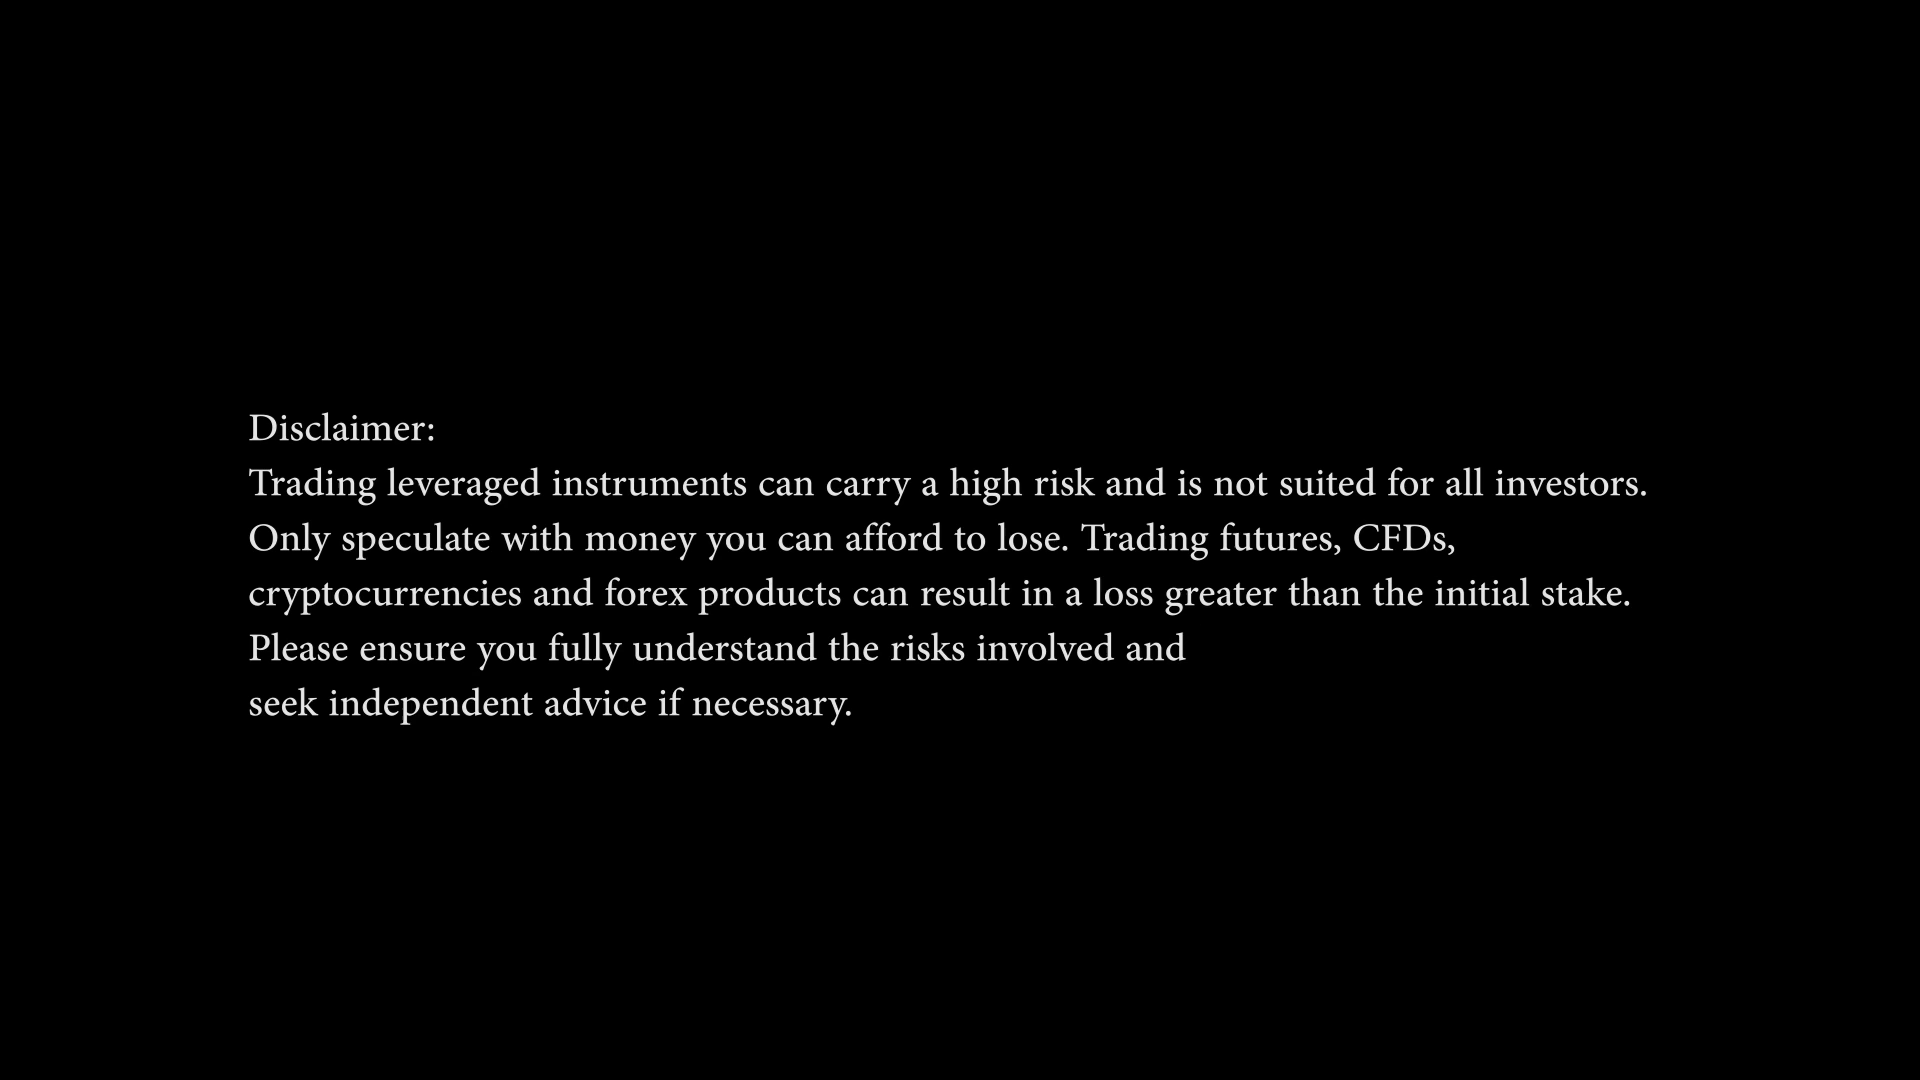 Disclaimer:
Trading leveraged instruments can carry a high risk and is not suited for all investors.
Only speculate with money you can afford to lose. Trading futures, CFDs,
cryptocurrencies and forex products can result in a loss greater than the initial stake.
Please ensure you fully understand the risks involved and
seek independent advice if necessary.